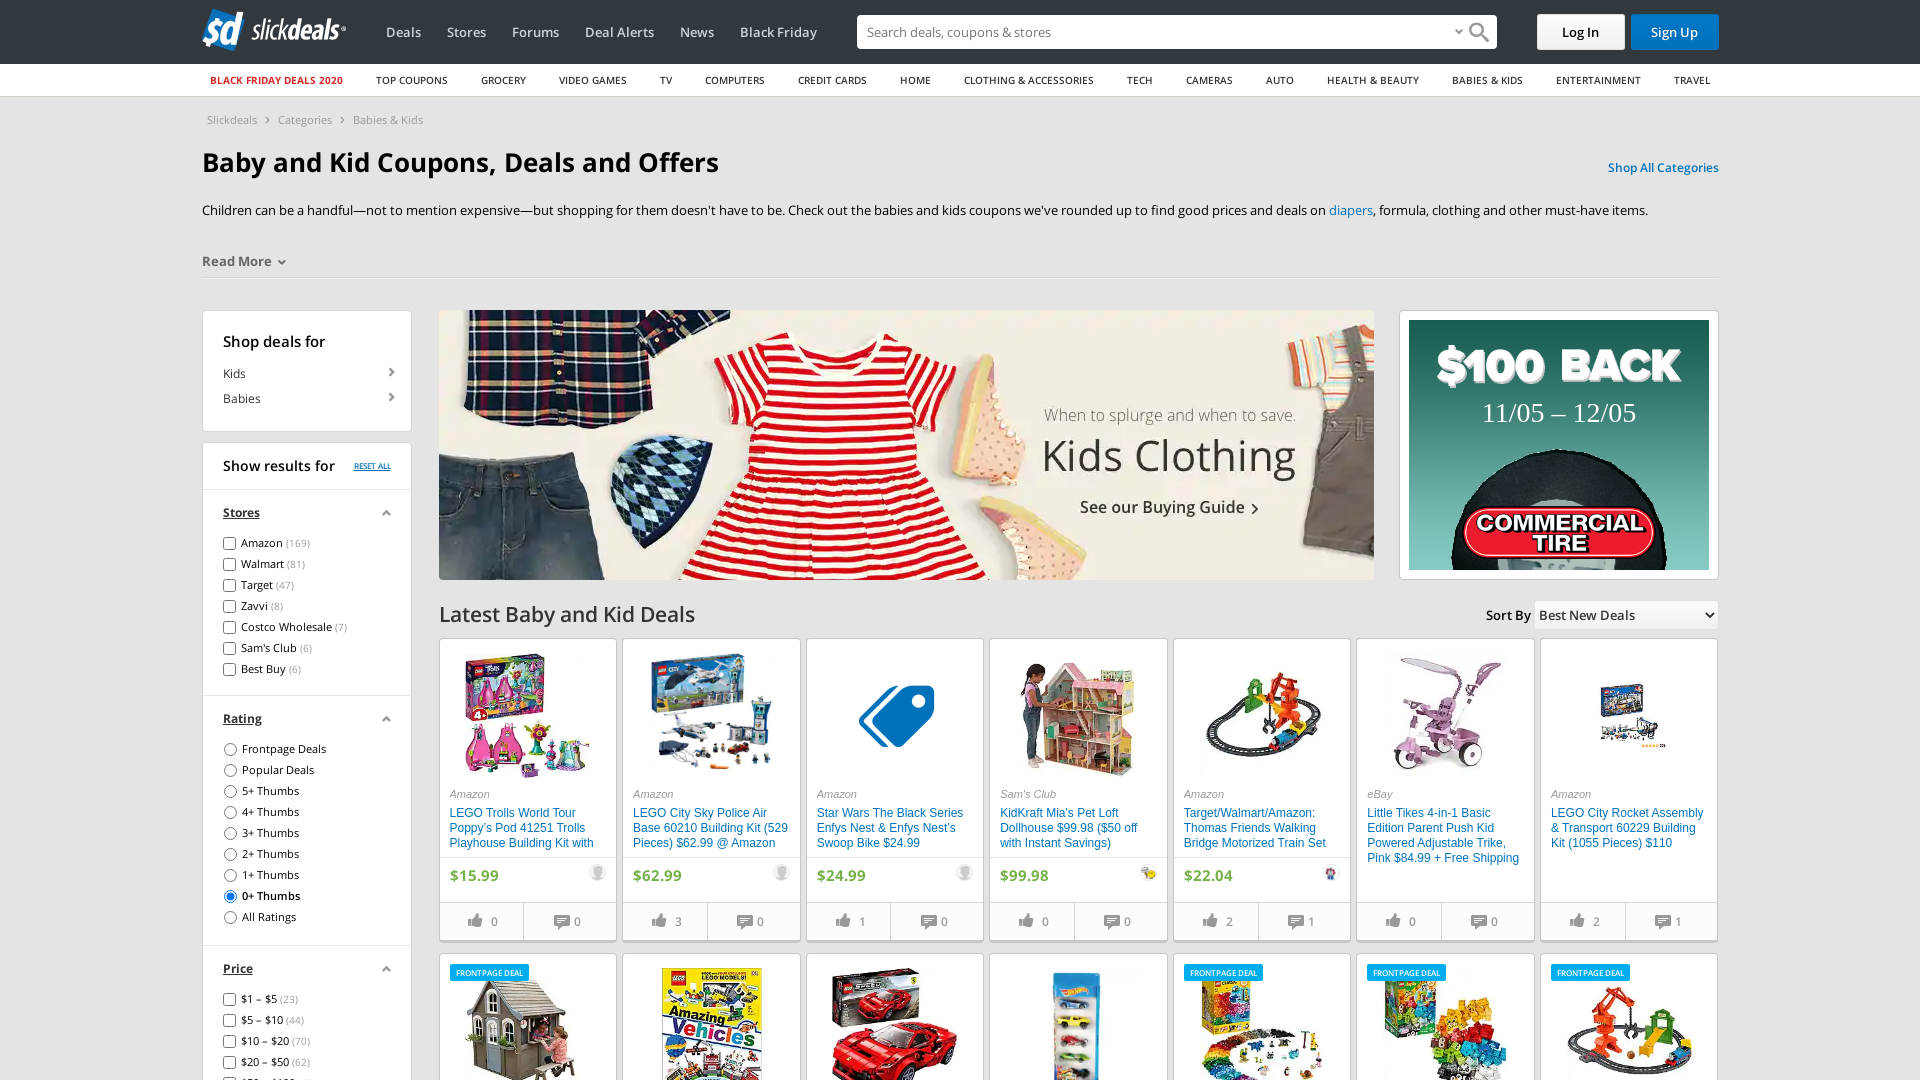 sd slickdeals
Deals Stores Forums Deal Alerts News Black Friday
Search deals, coupons & stores
Log In
Sign Up
BLACK FRIDAY DEALS 2020 TOP COUPONS GROCERY VIDEO GAMES TV COMPUTERS CREDIT CARDS HOME CLOTHING & ACCESSORIES TECH CAMERAS AUTO HEALTH & BEAUTY BABIES & KIDS ENTERTAINMENT TRAVEL
Slickdeals > Categories > Babies & Kids
Baby and Kid Coupons, Deals and Offers
Shop All Categories
Children can be a handful—not to mention expensive—but shopping for them doesn't have to be. Check out the babies and kids coupons we've rounded up to find good prices and deals on diapers, formula, clothing and other must-have items.
Read More
Shop deals for
Kids
Babies
Show results for RESET ALL
Stores
Amazon (169)
Walmart (81)
Target (47)
Zavvi (8)
Costco Wholesale (7)
Sam's Club (6)
Best Buy (6)
Rating
Frontpage Deals
Popular Deals
5+ Thumbs
4+ Thumbs
3+ Thumbs
2+ Thumbs
1+ Thumbs
0+ Thumbs
All Ratings
Price
$1 – $5 (23)
$5 – $10 (44)
$10 – $20 (70)
$20 – $50 (62)
When to splurge and when to save.
Kids Clothing
See our Buying Guide
$100 BACK
11/05 – 12/05
COMMERCIAL
TIRE
Latest Baby and Kid Deals
Sort By Best New Deals
Amazon
LEGO Trolls World Tour
Poppy's Pod 41251 Trolls
Playhouse Building Kit with
$15.99
0 0
Amazon
LEGO City Sky Police Air
Base 60210 Building Kit (529
Pieces) $62.99 @ Amazon
$62.99
3 0
Amazon
Star Wars The Black Series
Enfys Nest & Enfys Nest's
Swoop Bike $24.99
$24.99
1 0
Sam's Club
KidKraft Mia's Pet Loft
Dollhouse $99.98 ($50 off
with Instant Savings)
$99.98
0 0
Amazon
Target/Walmart/Amazon:
Thomas Friends Walking
Bridge Motorized Train Set
$22.04
2 1
eBay
Little Tikes 4-in-1 Basic
Edition Parent Push Kid
Powered Adjustable Trike,
Pink $84.99 + Free Shipping
0 0
Amazon
LEGO City Rocket Assembly
& Transport 60229 Building
Kit (1055 Pieces) $110
2 1
FRONTPAGE DEAL
Amazing
Vehicles
FRONTPAGE DEAL
FRONTPAGE DEAL
FRONTPAGE DEAL